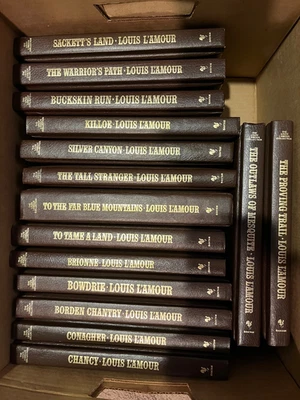 SACKETT'S LAND · LOUIS L'AMOUR
THE WARRIOR'S PATH · LOUIS L'AMOUR
BUCKSKIN RUN · LOUIS L'AMOUR
KILLOE · LOUIS L'AMOUR
SILVER CANYON · LOUIS L'AMOUR
THE TALL STRANGER · LOUIS L'AMOUR
TO THE FAR BLUE MOUNTAINS · LOUIS L'AMOUR
TO TAME A LAND · LOUIS L'AMOUR
BRIONNE · LOUIS L'AMOUR
BOWDRIE · LOUIS L'AMOUR
BORDEN CHANTRY · LOUIS L'AMOUR
CONAGHER · LOUIS L'AMOUR
CHANCY · LOUIS L'AMOUR
THE OUTLAWS OF MESQUITE · LOUIS L'AMOUR
THE PROVING TRAIL · LOUIS L'AMOUR